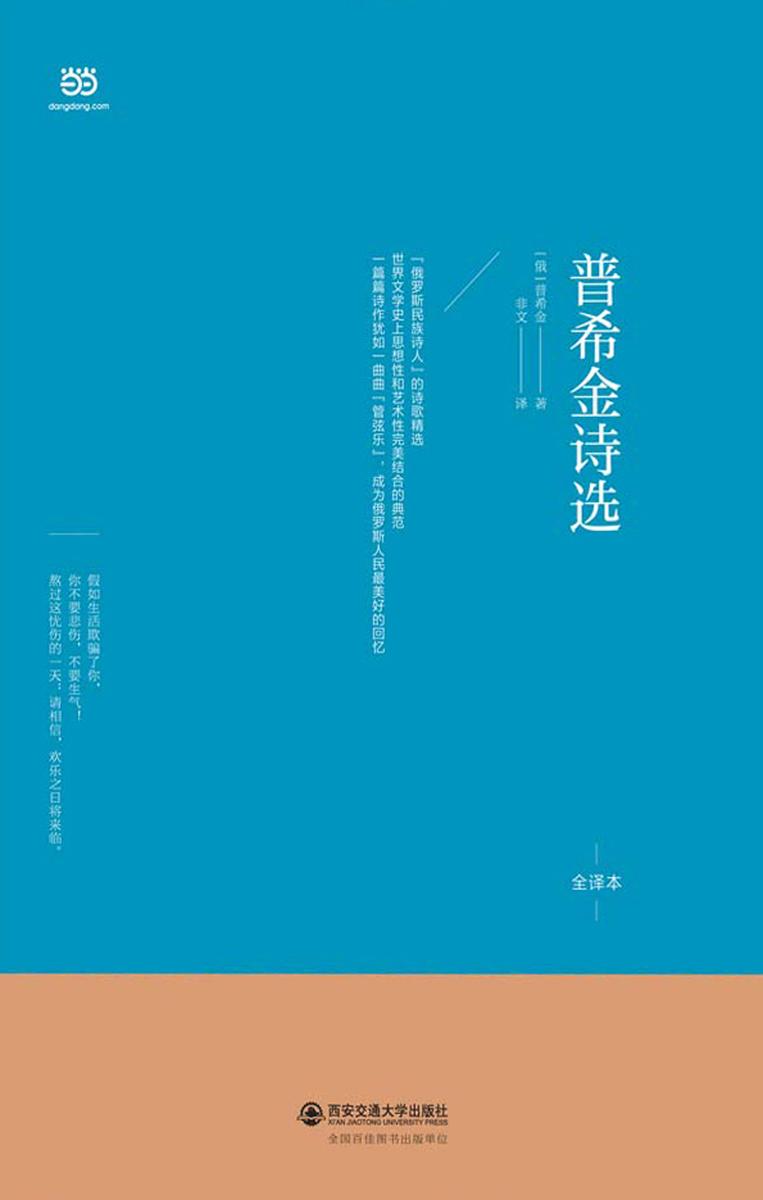 当当
dangdang.com
普希金诗选
[俄]普希金——著
非文——译
『俄罗斯民族诗人』的诗歌精选
世界文学史上思想性和艺术性完美结合的典范
一篇篇诗作犹如一曲曲『管弦乐』，成为俄罗斯人民最美好的回忆
假如生活欺骗了你，
你不要悲伤，不要生气！
熬过这忧伤的一天：请相信，欢乐之日将来临。
全译本
西安交通大学出版社
XI'AN JIAOTONG UNIVERSITY PRESS
全国百佳图书出版单位